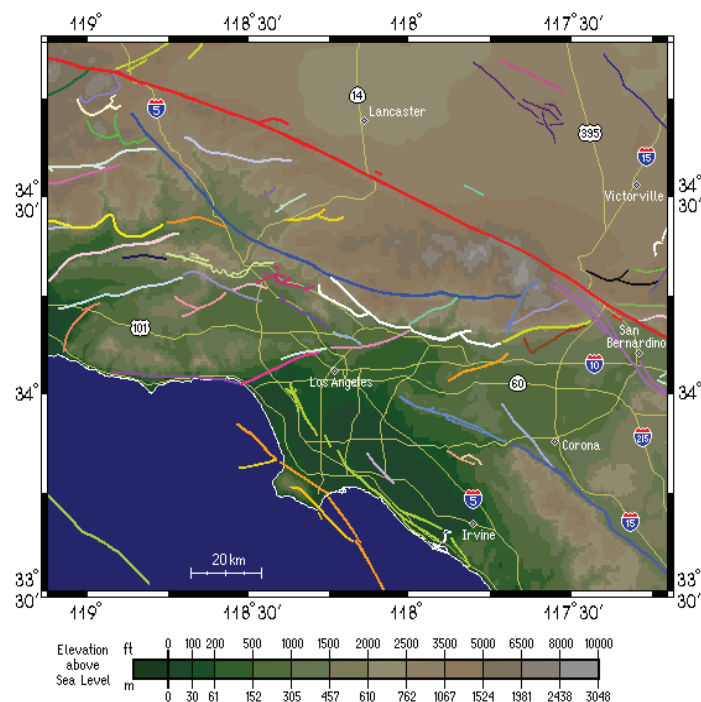 119° 118° 30' 118° 117° 30'
5
14
Lancaster
395
15
34°
30'
34°
30'
Victorville
101
San
Bernardino
10
Los Angeles
60
34°
34°
Corona
215
5
15
Irvine
20 km
33°
30'
33°
30'
119° 118° 30' 118° 117° 30'
Elevation
above
Sea Level
ft 0 100 200 500 1000 1500 2000 2500 3500 5000 6500 8000 10000
m 0 30 61 152 305 457 610 762 1067 1524 1981 2438 3048